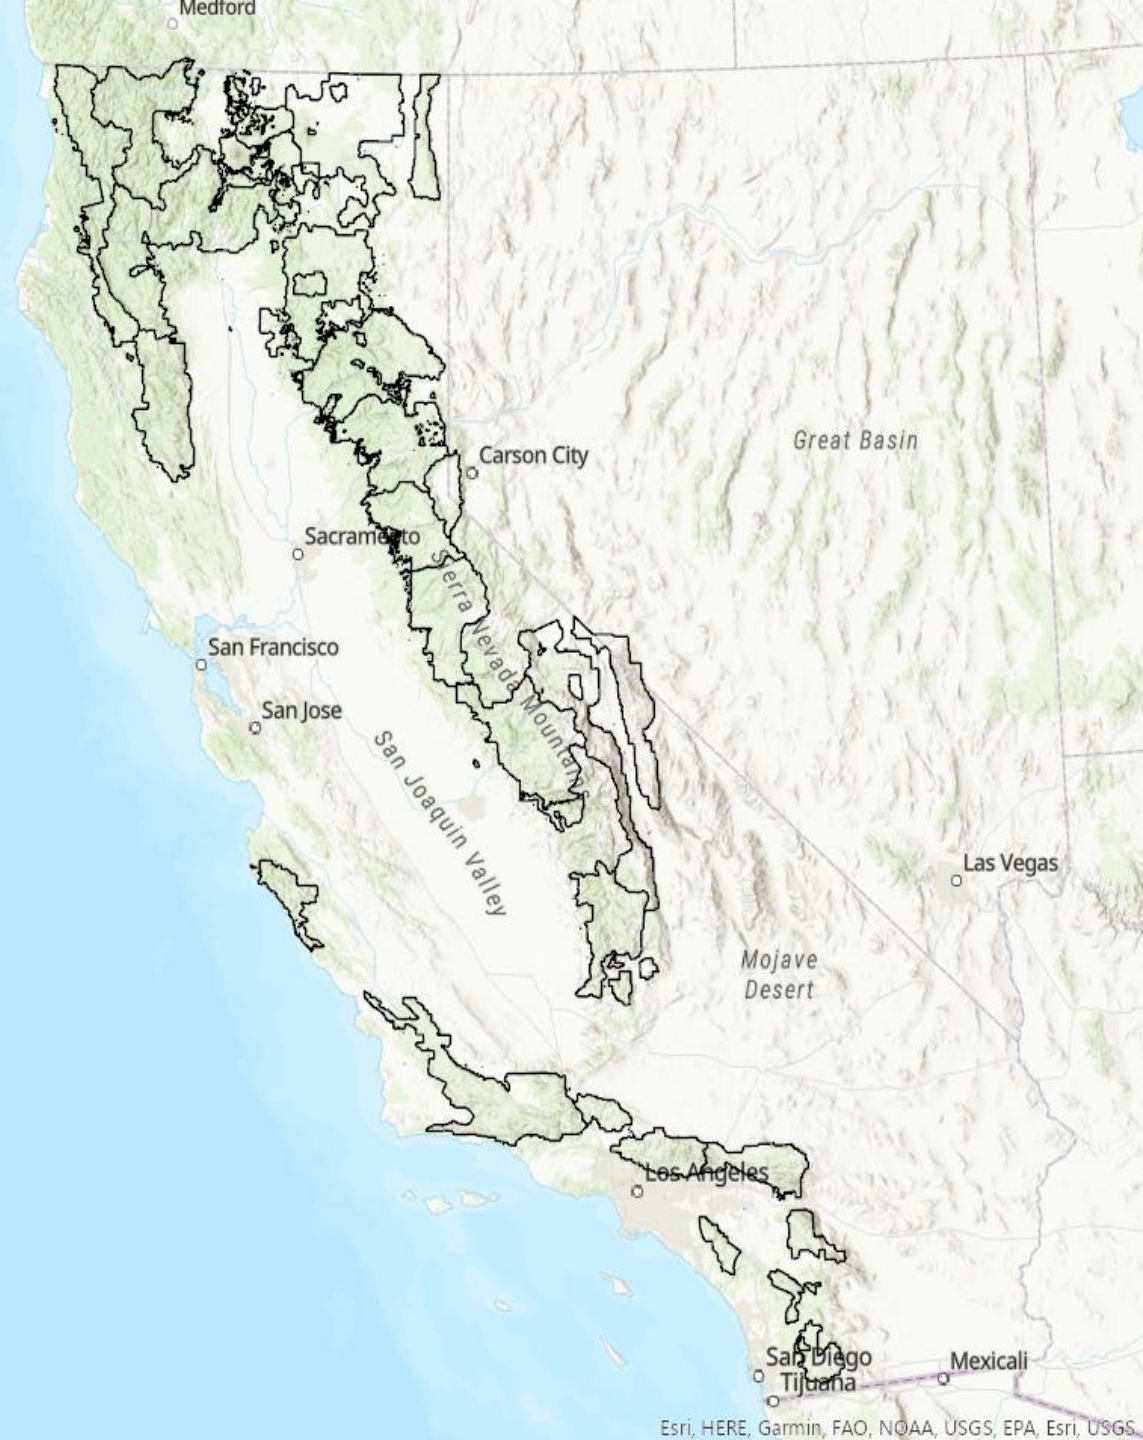 Medford
Great Basin
Carson City
Sacramento
Sierra Nevada Mountains
San Francisco
San Jose
San Joaquin Valley
Las Vegas
Mojave
Desert
Los Angeles
San Diego
Mexicali
Tijuana
Esri, HERE, Garmin, FAO, NOAA, USGS, EPA, Esri, USGS